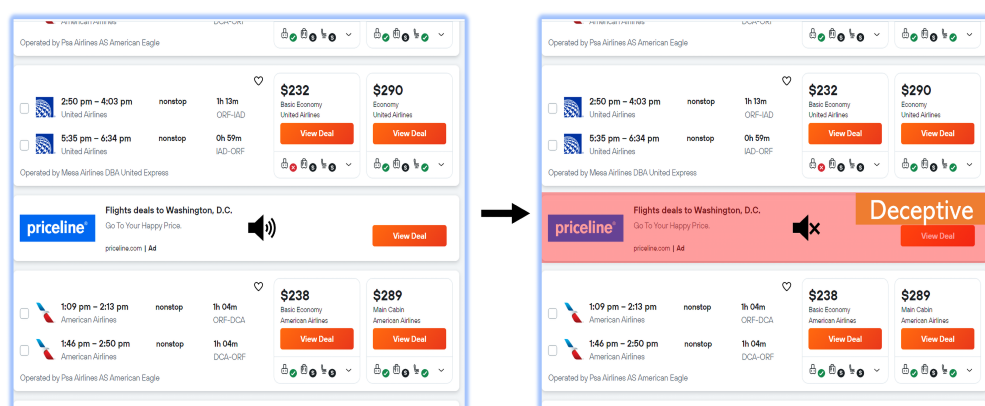 Operated by Psa Airlines AS American Eagle
2:50 pm – 4:03 pm nonstop 1h 13m
United Airlines ORF-IAD
5:35 pm – 6:34 pm nonstop 0h 59m
United Airlines IAD-ORF
Operated by Mesa Airlines DBA United Express
$232
Basic Economy
United Airlines
View Deal
$290
Economy
United Airlines
View Deal
priceline®
Flights deals to Washington, D.C.
Go To Your Happy Price.
priceline.com | Ad
View Deal
1:09 pm – 2:13 pm nonstop 1h 04m
American Airlines ORF-DCA
1:46 pm – 2:50 pm nonstop 1h 04m
American Airlines DCA-ORF
Operated by Psa Airlines AS American Eagle
$238
Basic Economy
American Airlines
View Deal
$289
Main Cabin
American Airlines
View Deal
Operated by Psa Airlines AS American Eagle
2:50 pm – 4:03 pm nonstop 1h 13m
United Airlines ORF-IAD
5:35 pm – 6:34 pm nonstop 0h 59m
United Airlines IAD-ORF
Operated by Mesa Airlines DBA United Express
$232
Basic Economy
United Airlines
View Deal
$290
Economy
United Airlines
View Deal
priceline®
Flights deals to Washington, D.C.
Go To Your Happy Price.
priceline.com | Ad
Deceptive
View Deal
1:09 pm – 2:13 pm nonstop 1h 04m
American Airlines ORF-DCA
1:46 pm – 2:50 pm nonstop 1h 04m
American Airlines DCA-ORF
Operated by Psa Airlines AS American Eagle
$238
Basic Economy
American Airlines
View Deal
$289
Main Cabin
American Airlines
View Deal